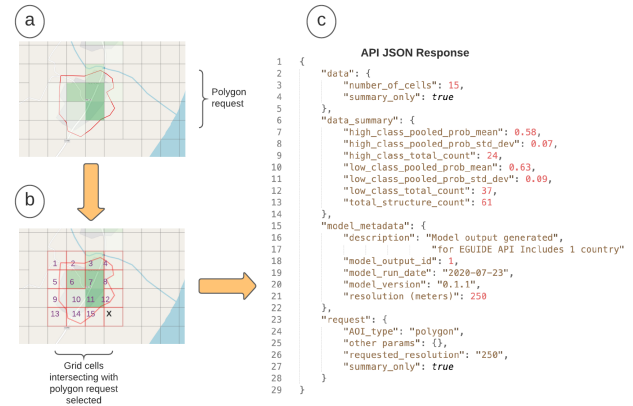 a
Polygon
request
b
1 2 3 4
5 6 7 8
9 10 11 12
13 14 15 X
Grid cells
intersecting with
polygon request
selected
c
API JSON Response
1 {
2 "data": {
3 "number_of_cells": 15,
4 "summary_only": true
5 },
6 "data_summary": {
7 "high_class_pooled_prob_mean": 0.58,
8 "high_class_pooled_prob_std_dev": 0.07,
9 "high_class_total_count": 24,
10 "low_class_pooled_prob_mean": 0.63,
11 "low_class_pooled_prob_std_dev": 0.09,
12 "low_class_total_count": 37,
13 "total_structure_count": 61
14 },
15 "model_metadata": {
16 "description": "Model output generated",
17 "for EGUIDE API Includes 1 country"
18 "model_output_id": 1,
19 "model_run_date": "2020-07-23",
20 "model_version": "0.1.1",
21 "resolution (meters)": 250
22 },
23 "request": {
24 "AOI_type": "polygon",
25 "other params": {},
26 "requested_resolution": "250",
27 "summary_only": true
28 }
29 }